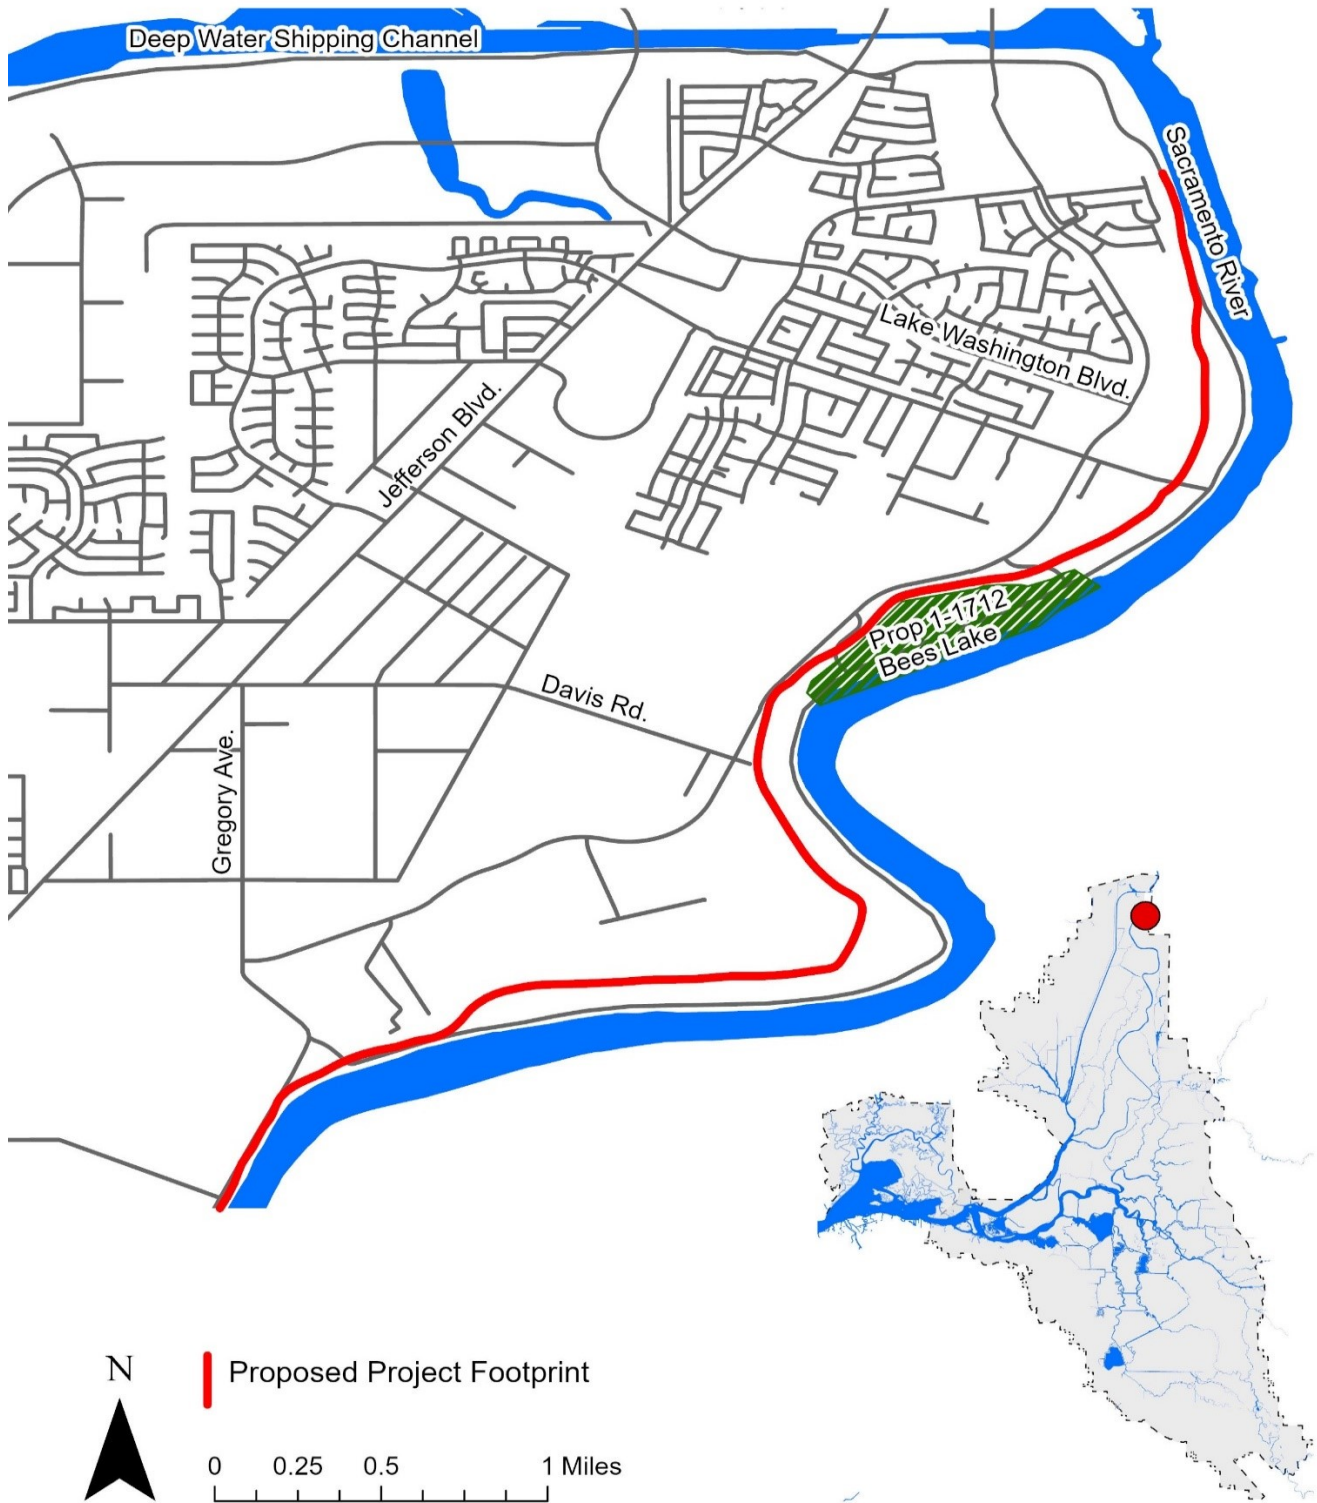 Deep Water Shipping Channel
Sacramento River
Lake Washington Blvd.
Jefferson Blvd.
Prop 1-1712
Bees Lake
Davis Rd.
Gregory Ave.
N
Proposed Project Footprint
0 0.25 0.5 1 Miles